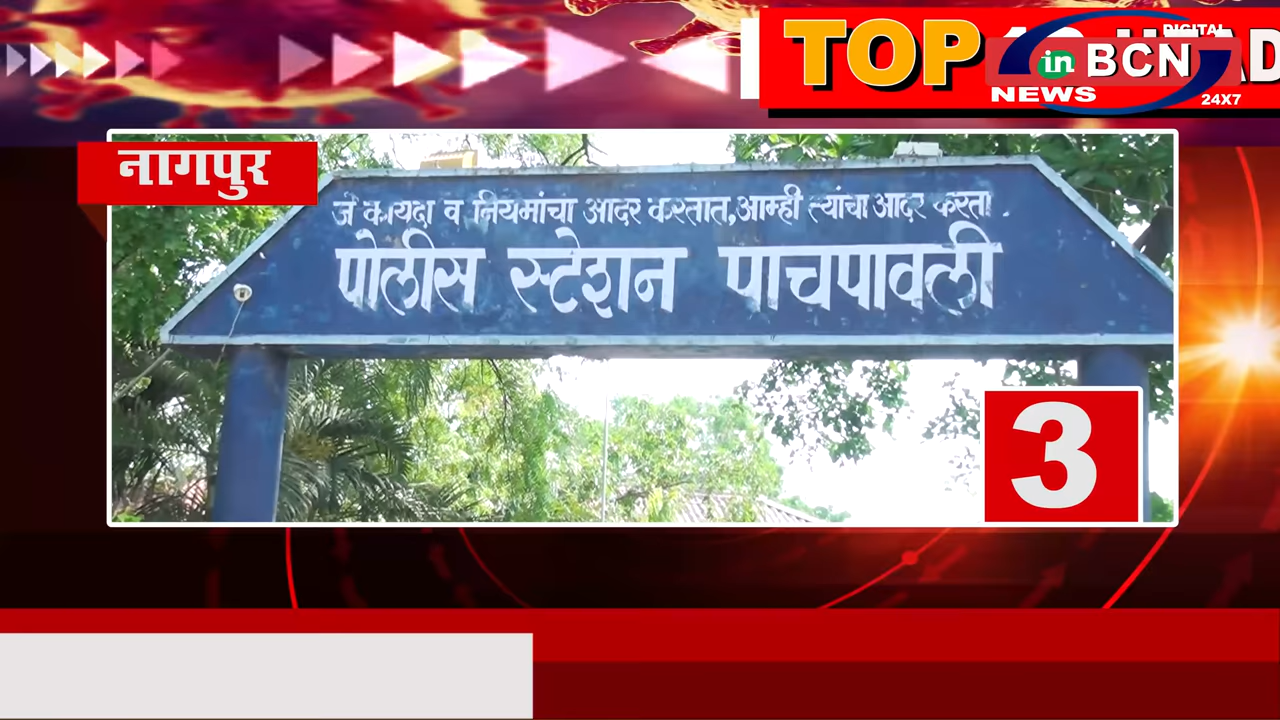 TOP
DIGITAL
in BCN
NEWS
24X7
नागपुर
जे कायदा व नियमांचा आदर करतात, आम्ही त्यांचा आदर करता
पोलीस स्टेशन पाचपावली
3